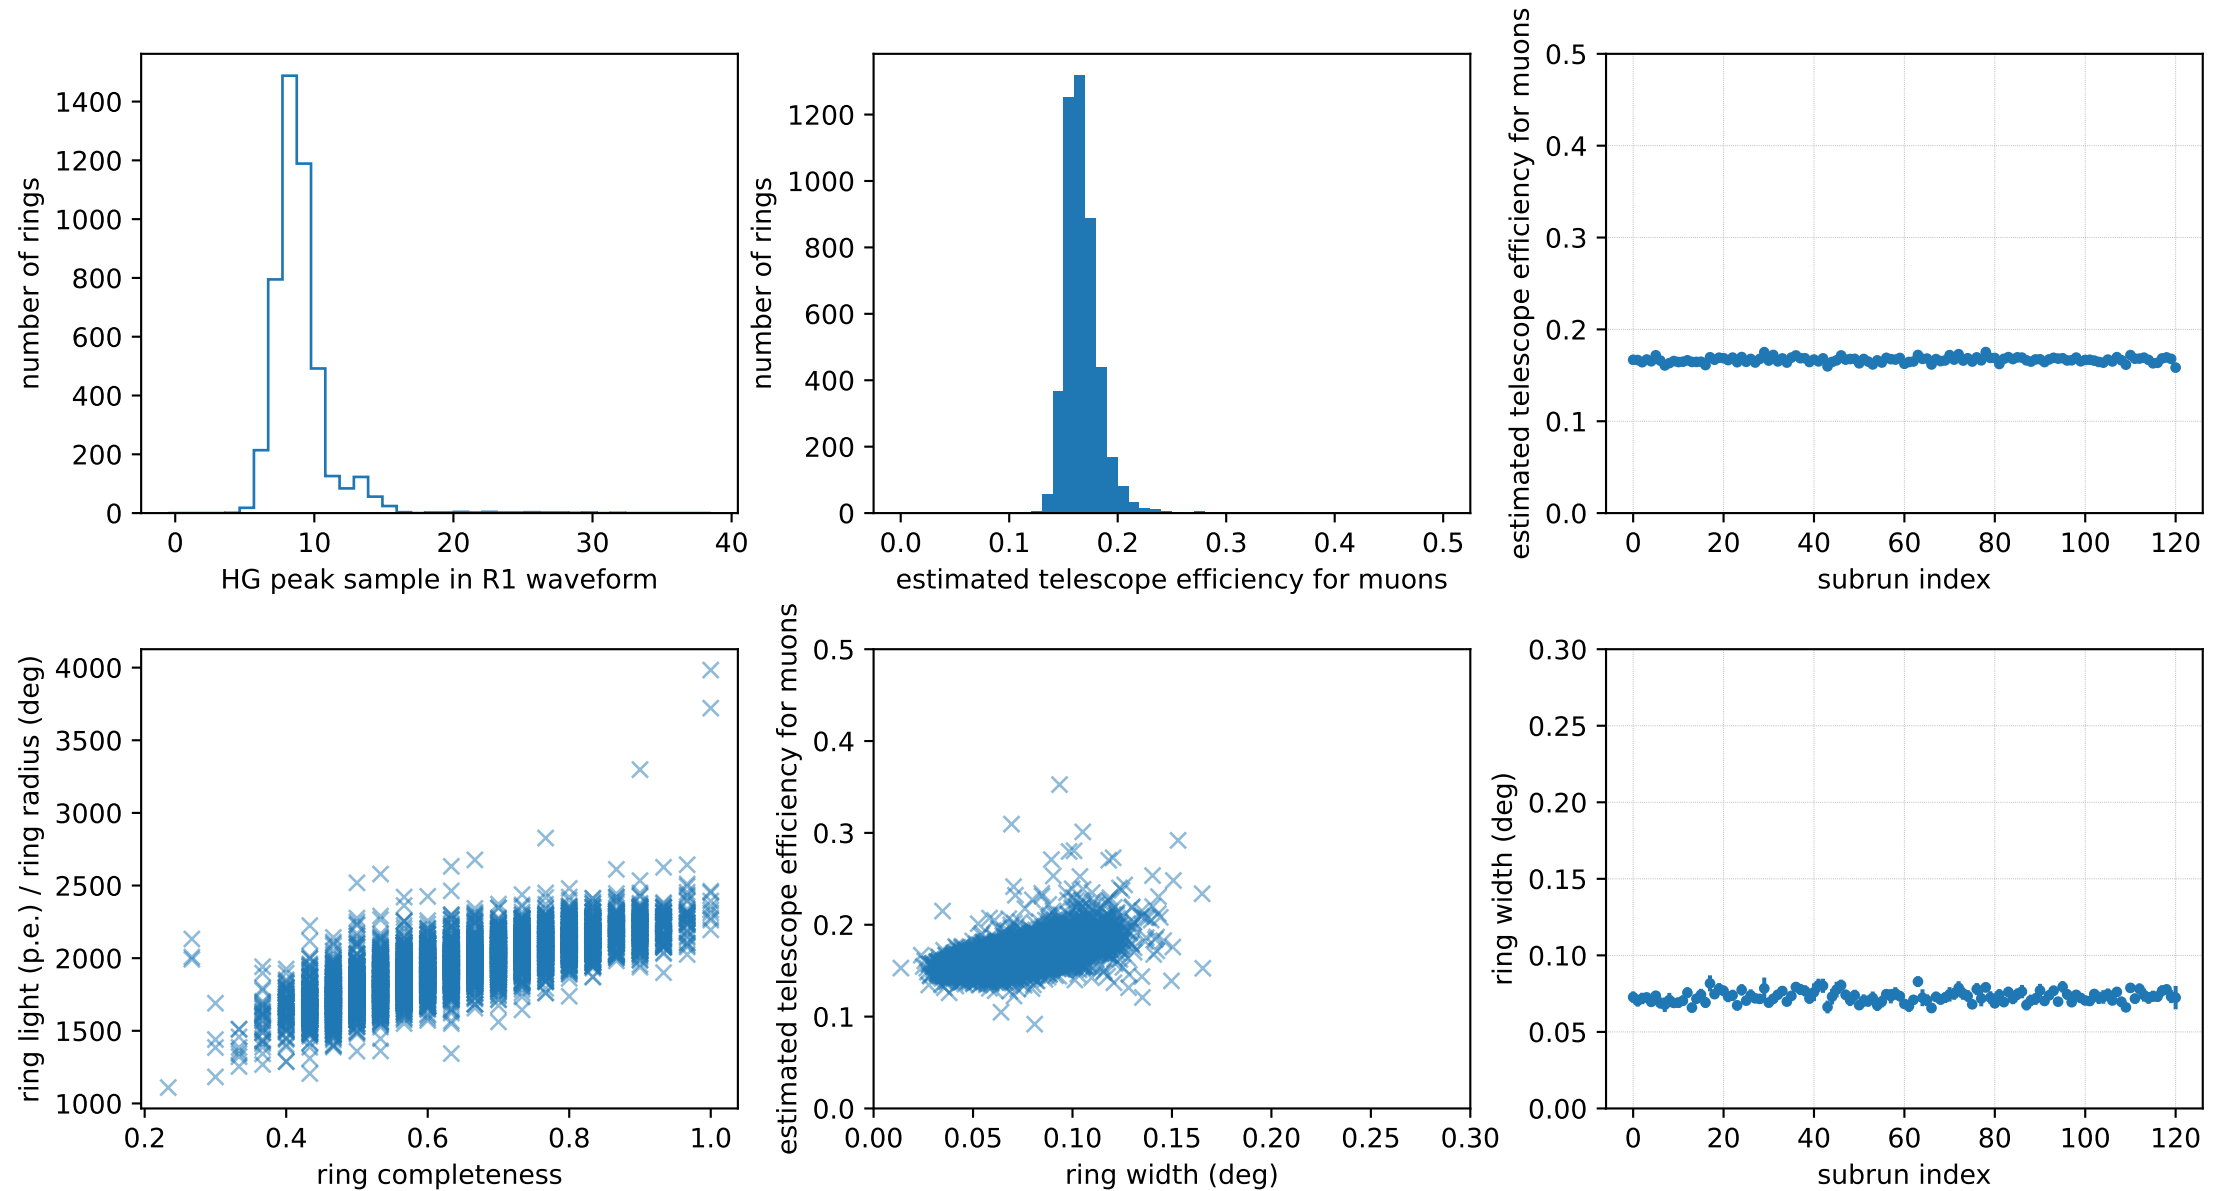 number of rings
1400
1200
1000
800
600
400
200
0
0 10 20 30 40
HG peak sample in R1 waveform
number of rings
1200
1000
800
600
400
200
0
0.0 0.1 0.2 0.3 0.4 0.5
estimated telescope efficiency for muons
estimated telescope efficiency for muons
0.5
0.4
0.3
0.2
0.1
0.0
0 20 40 60 80 100 120
subrun index
ring light (p.e.) / ring radius (deg)
4000
3500
3000
2500
2000
1500
1000
0.2 0.4 0.6 0.8 1.0
ring completeness
estimated telescope efficiency for muons
0.5
0.4
0.3
0.2
0.1
0.0
0.00 0.05 0.10 0.15 0.20 0.25 0.30
ring width (deg)
ring width (deg)
0.30
0.25
0.20
0.15
0.10
0.05
0.00
0 20 40 60 80 100 120
subrun index